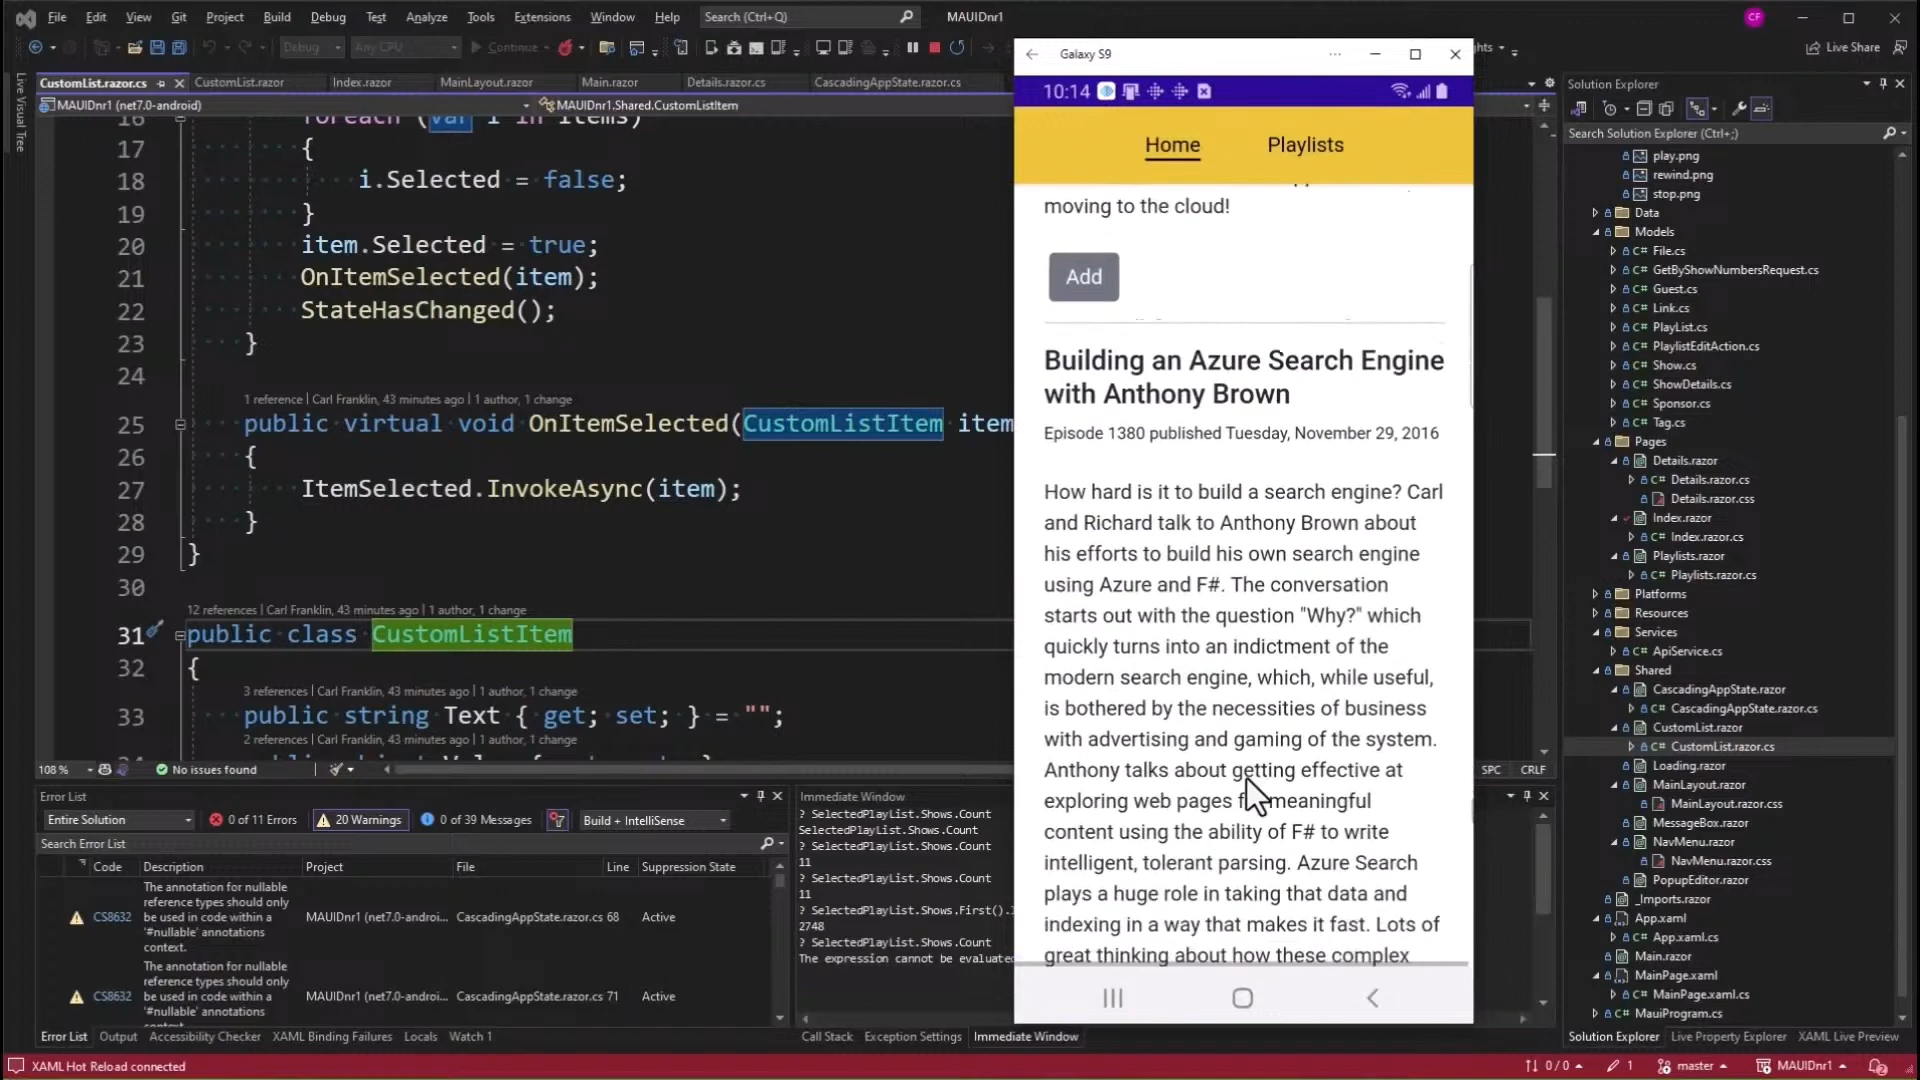 File Edit View Git Project Build Debug Test Analyze Tools Extensions Window Help Search (Ctrl+Q) MAUIDnr1 CF
Debug Any CPU Continue Live Share
Live Visual Tree
CustomList.razor.cs CustomList.razor Index.razor MainLayout.razor Main.razor Details.razor.cs CascadingAppState.razor.cs
MAUIDnr1 (net7.0-android) MAUIDnr1.Shared.CustomListItem
16 foreach (var i in Items)
17 {
18 i.Selected = false;
19 }
20 item.Selected = true;
21 OnItemSelected(item);
22 StateHasChanged();
23 }
24
1 reference | Carl Franklin, 43 minutes ago | 1 author, 1 change
25 public virtual void OnItemSelected(CustomListItem item
26 {
27 ItemSelected.InvokeAsync(item);
28 }
29 }
30
12 references | Carl Franklin, 43 minutes ago | 1 author, 1 change
31 public class CustomListItem
32 {
3 references | Carl Franklin, 43 minutes ago | 1 author, 1 change
33 public string Text { get; set; } = "";
2 references | Carl Franklin, 43 minutes ago | 1 author, 1 change
108 % No issues found SPC CRLF
Galaxy S9
10:14
Home Playlists
moving to the cloud!
Add
Building an Azure Search Engine
with Anthony Brown
Episode 1380 published Tuesday, November 29, 2016
How hard is it to build a search engine? Carl
and Richard talk to Anthony Brown about
his efforts to build his own search engine
using Azure and F#. The conversation
starts out with the question "Why?" which
quickly turns into an indictment of the
modern search engine, which, while useful,
is bothered by the necessities of business
with advertising and gaming of the system.
Anthony talks about getting effective at
exploring web pages meaningful
content using the ability of F# to write
intelligent, tolerant parsing. Azure Search
plays a huge role in taking that data and
indexing in a way that makes it fast. Lots of
great thinking about how these complex
Error List
Entire Solution 0 of 11 Errors 20 Warnings 0 of 39 Messages Build + IntelliSense
Search Error List
Code Description Project File Line Suppression State
The annotation for nullable
reference types should only
CS8632 be used in code within a MAUIDnr1 (net7.0-androi... CascadingAppState.razor.cs 68 Active
'#nullable' annotations
context.
The annotation for nullable
reference types should only
CS8632 be used in code within a MAUIDnr1 (net7.0-androi... CascadingAppState.razor.cs 71 Active
'#nullable' annotations
Error List Output Accessibility Checker XAML Binding Failures Locals Watch 1
Immediate Window
? SelectedPlayList.Shows.Count
SelectedPlayList.Shows.Count
? SelectedPlayList.Shows.Count
11
? SelectedPlayList.Shows.Count
11
? SelectedPlayList.Shows.First().
2748
? SelectedPlayList.Shows.Count
The expression cannot be evaluate
Call Stack Exception Settings Immediate Window
Solution Explorer
Search Solution Explorer (Ctrl+;)
play.png
rewind.png
stop.png
Data
Models
C# File.cs
C# GetByShowNumbersRequest.cs
C# Guest.cs
C# Link.cs
C# PlayList.cs
C# PlaylistEditAction.cs
C# Show.cs
C# ShowDetails.cs
C# Sponsor.cs
C# Tag.cs
Pages
Details.razor
C# Details.razor.cs
Details.razor.css
Index.razor
C# Index.razor.cs
Playlists.razor
C# Playlists.razor.cs
Platforms
Resources
Services
C# ApiService.cs
Shared
CascadingAppState.razor
C# CascadingAppState.razor.cs
CustomList.razor
C# CustomList.razor.cs
Loading.razor
MainLayout.razor
MainLayout.razor.css
MessageBox.razor
NavMenu.razor
NavMenu.razor.css
PopupEditor.razor
_Imports.razor
App.xaml
C# App.xaml.cs
Main.razor
MainPage.xaml
C# MainPage.xaml.cs
C# MauiProgram.cs
Solution Explorer Live Property Explorer XAML Live Preview
XAML Hot Reload connected 0 / 0 1 master MAUIDnr1 2